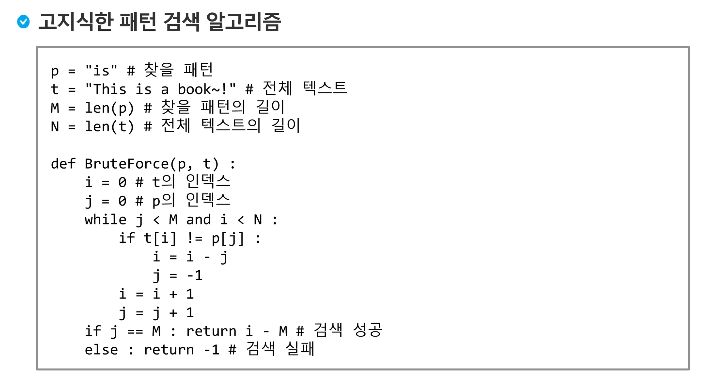 고지식한 패턴 검색 알고리즘
p = "is" # 찾을 패턴
t = "This is a book~!" # 전체 텍스트
M = len(p) # 찾을 패턴의 길이
N = len(t) # 전체 텍스트의 길이
def BruteForce(p, t) :
    i = 0 # t의 인덱스
    j = 0 # p의 인덱스
    while j < M and i < N :
        if t[i] != p[j] :
            i = i - j
            j = -1
        i = i + 1
        j = j + 1
    if j == M : return i - M # 검색 성공
    else : return -1 # 검색 실패